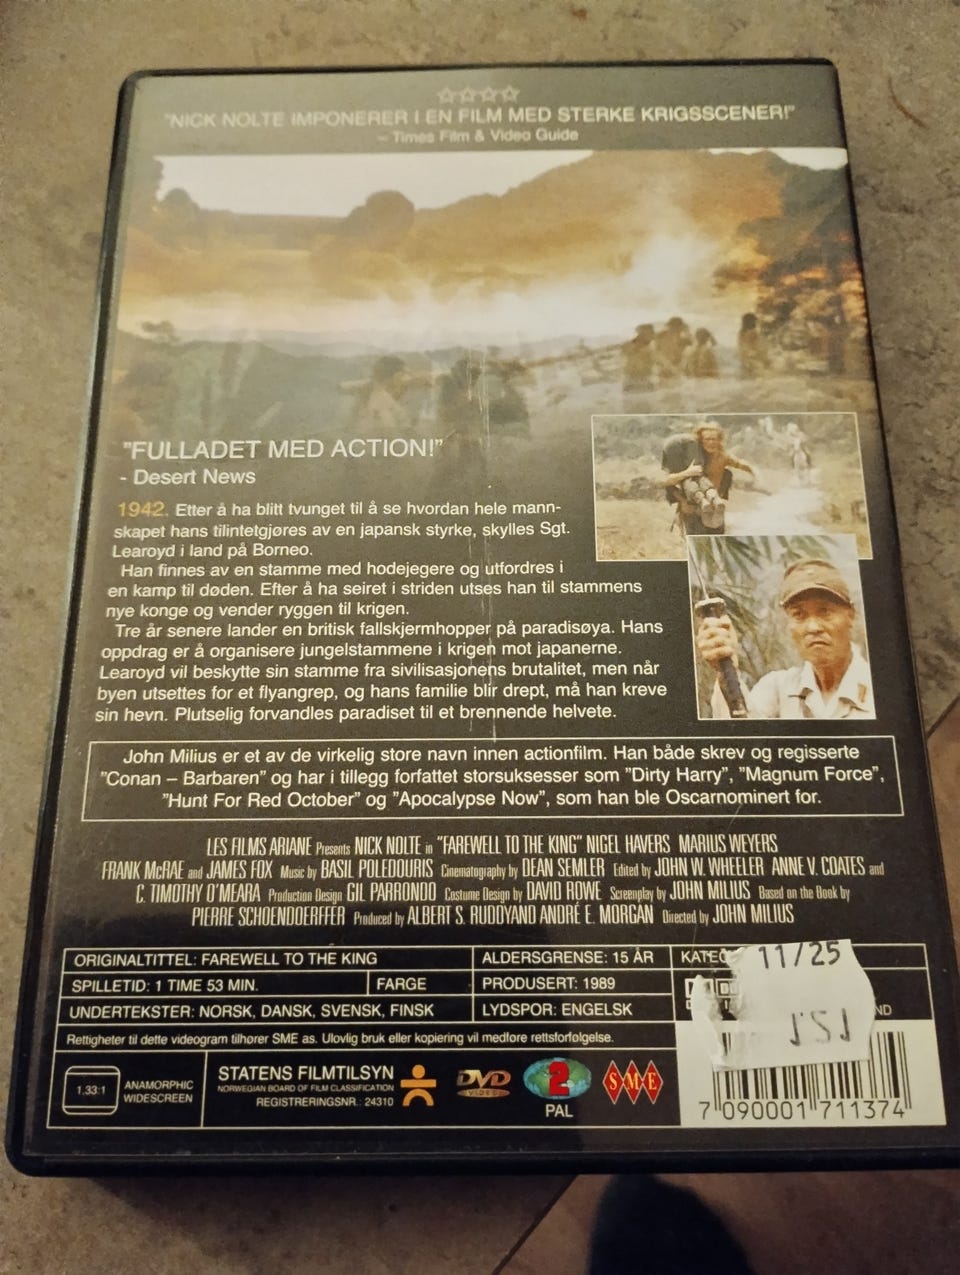 "NICK NOLTE IMPONERER I EN FILM MED STERKE KRIGSSCENER!"
– Times Film & Video Guide
"FULLADET MED ACTION!"
- Desert News
1942. Etter å ha blitt tvunget til å se hvordan hele mann-
skapet hans tilintetgjøres av en japansk styrke, skylles Sgt.
Learoyd i land på Borneo.
Han finnes av en stamme med hodejegere og utfordres i
en kamp til døden. Efter å ha seiret i striden utses han til stammens
nye konge og vender ryggen til krigen.
Tre år senere lander en britisk fallskjermhopper på paradisøya. Hans
oppdrag er å organisere jungelstammene i krigen mot japanerne.
Learoyd vil beskytte sin stamme fra sivilisasjonens brutalitet, men når
byen utsettes for et flyangrep, og hans familie blir drept, må han kreve
sin hevn. Plutselig forvandles paradiset til et brennende helvete.
John Milius er et av de virkelig store navn innen actionfilm. Han både skrev og regisserte
"Conan – Barbaren" og har i tillegg forfattet storsuksesser som "Dirty Harry", "Magnum Force",
"Hunt For Red October" og "Apocalypse Now", som han ble Oscarnominert for.
LES FILMS ARIANE Presents NICK NOLTE in "FAREWELL TO THE KING" NIGEL HAVERS MARIUS WEYERS
FRANK McRAE and JAMES FOX Music by BASIL POLEDOURIS Cinematography by DEAN SEMLER Edited by JOHN W. WHEELER ANNE V. COATES and
C. TIMOTHY O'MEARA Production Design GIL PARRONDO Costume Design by DAVID ROWE Screenplay by JOHN MILIUS Based on the Book by
PIERRE SCHOENDOERFFER Produced by ALBERT S. RUDDYAND ANDRÉ E. MORGAN Directed by JOHN MILIUS
ORIGINALTITTEL: FAREWELL TO THE KING
ALDERSGRENSE: 15 ÅR
11/25
SPILLETID: 1 TIME 53 MIN.
FARGE
PRODUSERT: 1989
UNDERTEKSTER: NORSK, DANSK, SVENSK, FINSK
LYDSPOR: ENGELSK
Rettigheter til dette videogram tilhører SME as. Ulovlig bruk eller kopiering vil medføre rettsforfølgelse.
1.33:1
ANAMORPHIC
WIDESCREEN
STATENS FILMTILSYN
NORWEGIAN BOARD OF FILM CLASSIFICATION
REGISTRERINGSNR.: 24310
DVD
VIDEO
2
PAL
SME
7 090001 711374